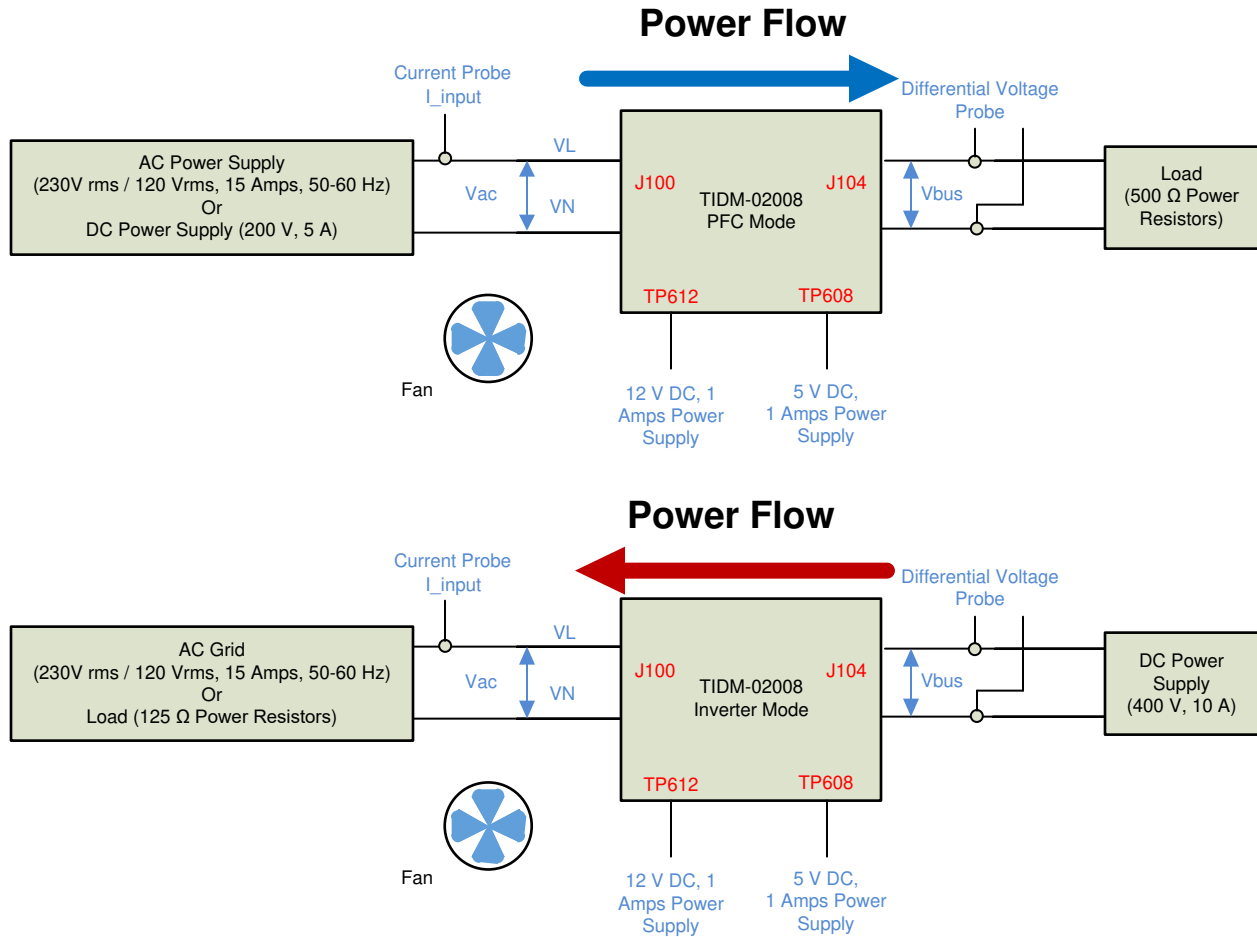 Power Flow
Current Probe
I_input
Differential Voltage
Probe
AC Power Supply
(230V rms / 120 Vrms, 15 Amps, 50-60 Hz)
Or
DC Power Supply (200 V, 5 A)
VL
Vac
VN
J100
J104
TIDM-02008
PFC Mode
TP612
TP608
Vbus
Load
(500 Ω Power
Resistors)
Fan
12 V DC, 1
Amps Power
Supply
5 V DC,
1 Amps Power
Supply
Power Flow
Current Probe
I_input
Differential Voltage
Probe
AC Grid
(230V rms / 120 Vrms, 15 Amps, 50-60 Hz)
Or
Load (125 Ω Power Resistors)
VL
Vac
VN
J100
J104
TIDM-02008
Inverter Mode
TP612
TP608
Vbus
DC Power
Supply
(400 V, 10 A)
Fan
12 V DC, 1
Amps Power
Supply
5 V DC,
1 Amps Power
Supply